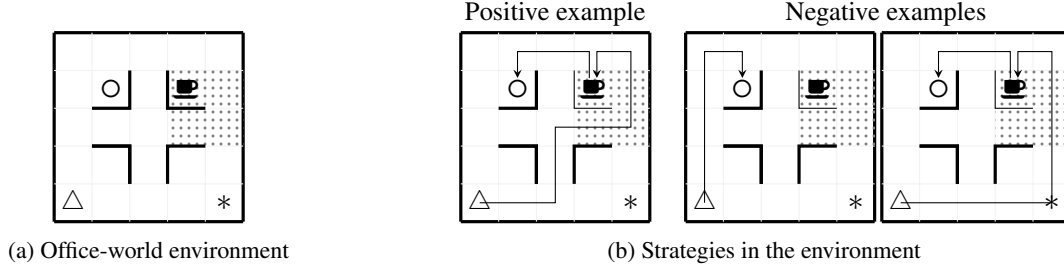 Positive example
Negative examples
(a) Office-world environment
(b) Strategies in the environment